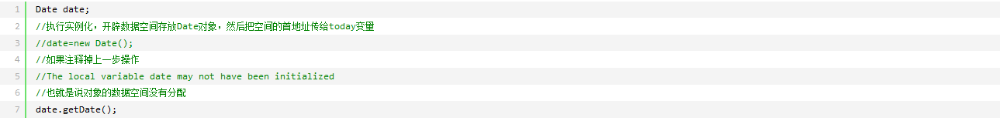 1 Date date;
2 //执行实例化，开辟数据空间存放Date对象，然后把空间的首地址传给today变量
3 //date=new Date();
4 //如果注释掉上一步操作
5 //The local variable date may not have been initialized
6 //也就是说对象的数据空间没有分配
7 date.getDate();